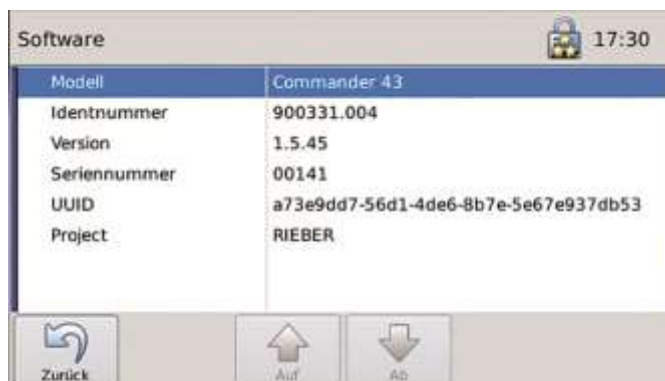 Software 17:30
Modell Commander 43
Identnummer 900331.004
Version 1.5.45
Seriennummer 00141
UUID a73e9dd7-56d1-4de6-8b7e-5e67e937db53
Project RIEBER
Zurück Auf Ab